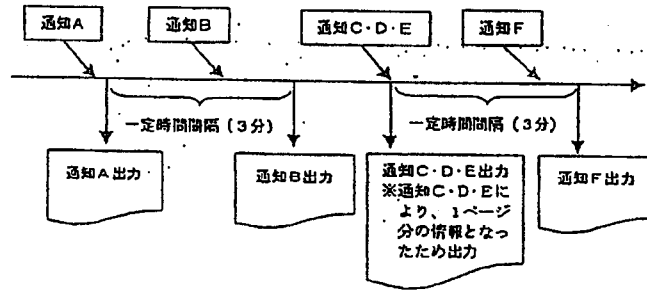 通知A
通知B
通知C・D・E
通知F
一定時間間隔(3分)
一定時間間隔(3分)
通知A出力
通知B出力
通知C・D・E出力
※通知C・D・Eに
より、1ページ
分の情報となっ
たため出力
通知F出力